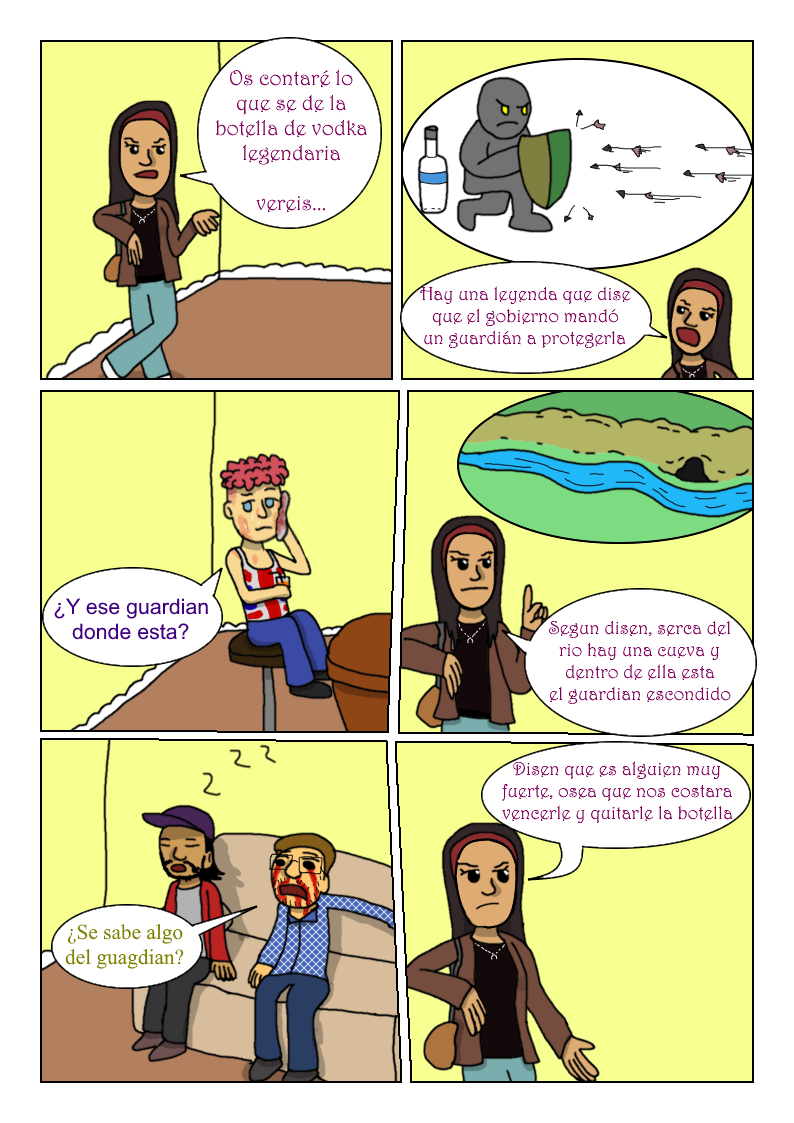 Os contaré lo
que se de la
botella de vodka
legendaria
vereis...
Hay una leyenda que dise
que el gobierno mandó
un guardián a protegerla
¿Y ese guardian
donde esta?
Segun disen, serca del
rio hay una cueva y
dentro de ella esta
el guardian escondido
z z z
¿Se sabe algo
del guagdian?
Disen que es alguien muy
fuerte, osea que nos costara
vencerle y quitarle la botella